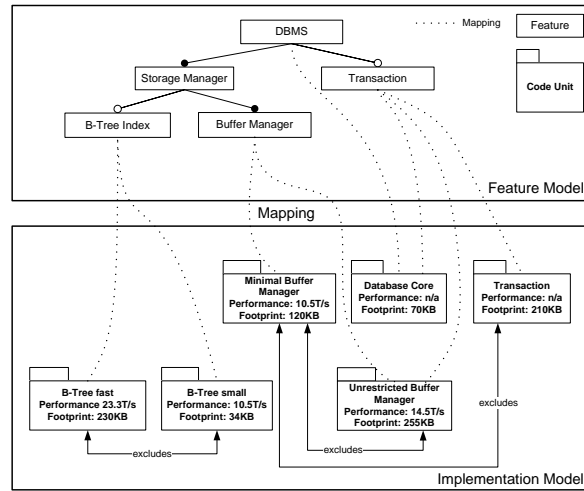 DBMS
Mapping
Feature
Storage Manager
Transaction
Code Unit
B-Tree Index
Buffer Manager
Feature Model
Mapping
Minimal Buffer
Manager
Performance: 10.5T/s
Footprint: 120KB
Database Core
Performance: n/a
Footprint: 70KB
Transaction
Performance: n/a
Footprint: 210KB
B-Tree fast
Performance 23.3T/s
Footprint: 230KB
B-Tree small
Performance: 10.5T/s
Footprint: 34KB
Unrestricted Buffer
Manager
Performance: 14.5T/s
Footprint: 255KB
excludes
excludes
excludes
Implementation Model